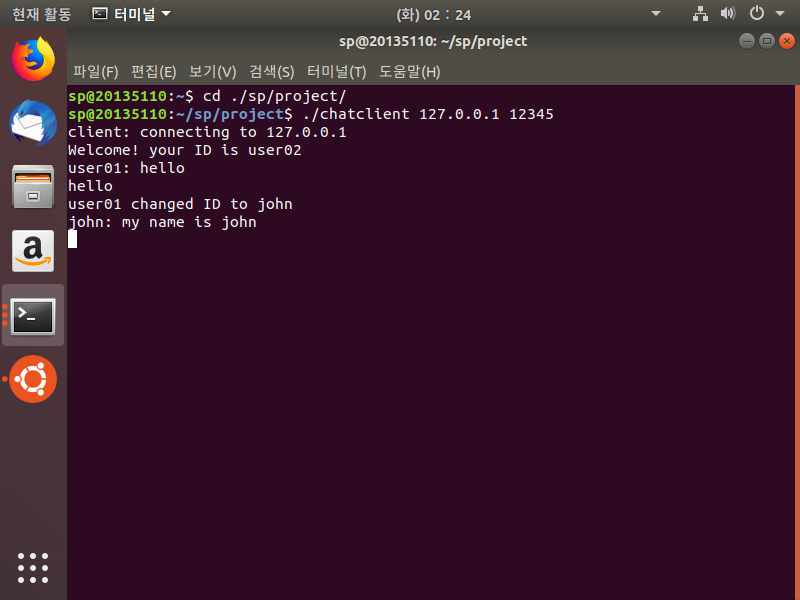 현재 활동 터미널 (화) 02 : 24
sp@20135110: ~/sp/project
파일(F) 편집(E) 보기(V) 검색(S) 터미널(T) 도움말(H)
sp@20135110:~$ cd ./sp/project/
sp@20135110:~/sp/project$ ./chatclient 127.0.0.1 12345
client: connecting to 127.0.0.1
Welcome! your ID is user02
user01: hello
hello
user01 changed ID to john
john: my name is john
a
>_